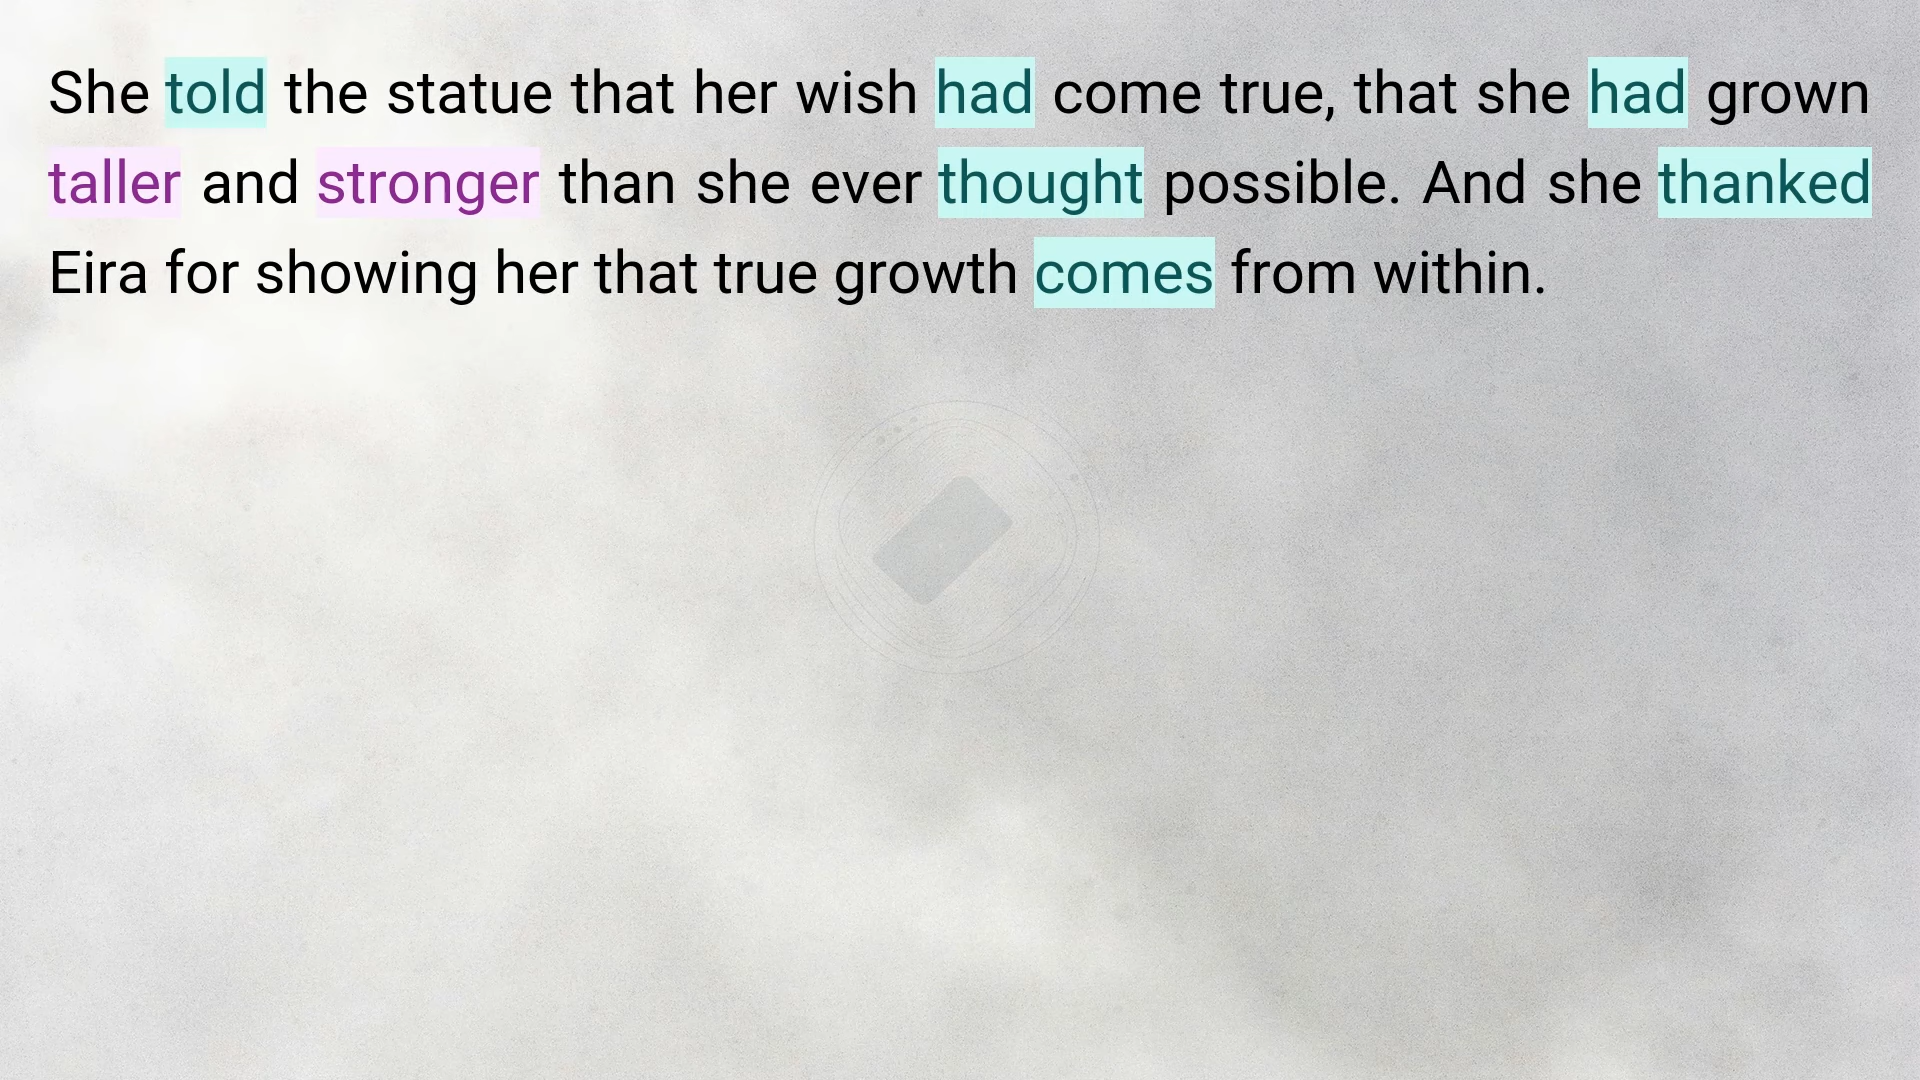 She told the statue that her wish had come true, that she had grown
taller and stronger than she ever thought possible. And she thanked
Eira for showing her that true growth comes from within.